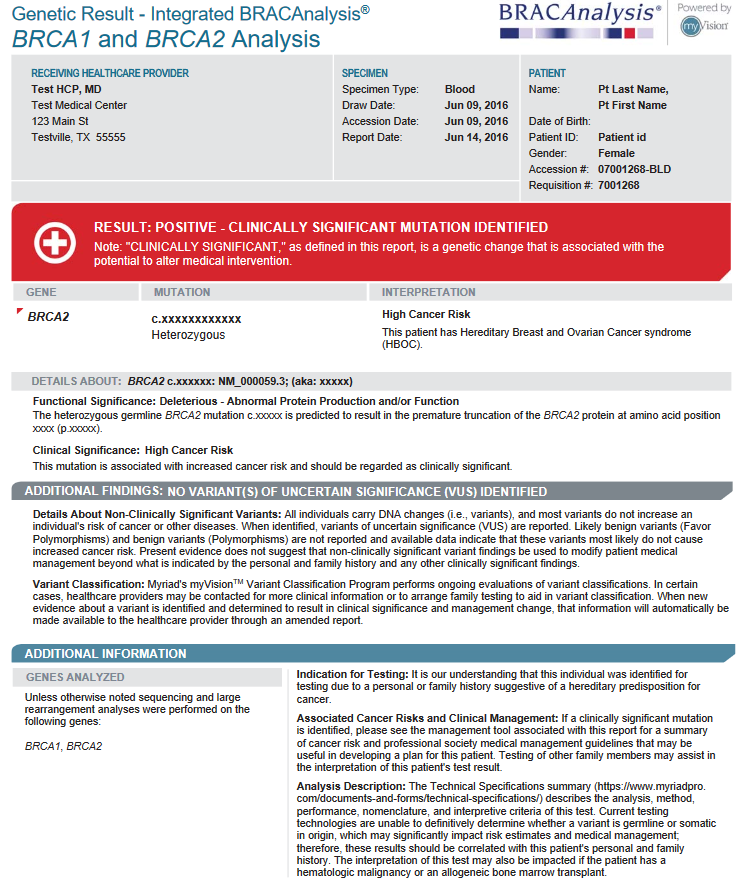 Genetic Result - Integrated BRACAnalysis®
BRCA1 and BRCA2 Analysis
BRACAnalysis®
Powered by
myVision™
RECEIVING HEALTHCARE PROVIDER
Test HCP, MD
Test Medical Center
123 Main St
Testville, TX 55555
SPECIMEN
Specimen Type: Blood
Draw Date: Jun 09, 2016
Accession Date: Jun 09, 2016
Report Date: Jun 14, 2016
PATIENT
Name: Pt Last Name,
Pt First Name
Date of Birth:
Patient ID: Patient id
Gender: Female
Accession #: 07001268-BLD
Requisition #: 7001268
RESULT: POSITIVE - CLINICALLY SIGNIFICANT MUTATION IDENTIFIED
Note: "CLINICALLY SIGNIFICANT," as defined in this report, is a genetic change that is associated with the
potential to alter medical intervention.
GENE MUTATION INTERPRETATION
BRCA2
c.xxxxxxxxxxxx
Heterozygous
High Cancer Risk
This patient has Hereditary Breast and Ovarian Cancer syndrome
(HBOC).
DETAILS ABOUT: BRCA2 c.xxxxxx: NM_000059.3; (aka: xxxxx)
Functional Significance: Deleterious - Abnormal Protein Production and/or Function
The heterozygous germline BRCA2 mutation c.xxxxx is predicted to result in the premature truncation of the BRCA2 protein at amino acid position
xxxx (p.xxxxx).
Clinical Significance: High Cancer Risk
This mutation is associated with increased cancer risk and should be regarded as clinically significant.
ADDITIONAL FINDINGS: NO VARIANT(S) OF UNCERTAIN SIGNIFICANCE (VUS) IDENTIFIED
Details About Non-Clinically Significant Variants: All individuals carry DNA changes (i.e., variants), and most variants do not increase an
individual's risk of cancer or other diseases. When identified, variants of uncertain significance (VUS) are reported. Likely benign variants (Favor
Polymorphisms) and benign variants (Polymorphisms) are not reported and available data indicate that these variants most likely do not cause
increased cancer risk. Present evidence does not suggest that non-clinically significant variant findings be used to modify patient medical
management beyond what is indicated by the personal and family history and any other clinically significant findings.
Variant Classification: Myriad's myVision™ Variant Classification Program performs ongoing evaluations of variant classifications. In certain
cases, healthcare providers may be contacted for more clinical information or to arrange family testing to aid in variant classification. When new
evidence about a variant is identified and determined to result in clinical significance and management change, that information will automatically be
made available to the healthcare provider through an amended report.
ADDITIONAL INFORMATION
GENES ANALYZED
Unless otherwise noted sequencing and large
rearrangement analyses were performed on the
following genes:
BRCA1, BRCA2
Indication for Testing: It is our understanding that this individual was identified for
testing due to a personal or family history suggestive of a hereditary predisposition for
cancer.
Associated Cancer Risks and Clinical Management: If a clinically significant mutation
is identified, please see the management tool associated with this report for a summary
of cancer risk and professional society medical management guidelines that may be
useful in developing a plan for this patient. Testing of other family members may assist in
the interpretation of this patient's test result.
Analysis Description: The Technical Specifications summary (https://www.myriadpro.
com/documents-and-forms/technical-specifications/) describes the analysis, method,
performance, nomenclature, and interpretive criteria of this test. Current testing
technologies are unable to definitively determine whether a variant is germline or somatic
in origin, which may significantly impact risk estimates and medical management;
therefore, these results should be correlated with this patient's personal and family
history. The interpretation of this test may also be impacted if the patient has a
hematologic malignancy or an allogeneic bone marrow transplant.